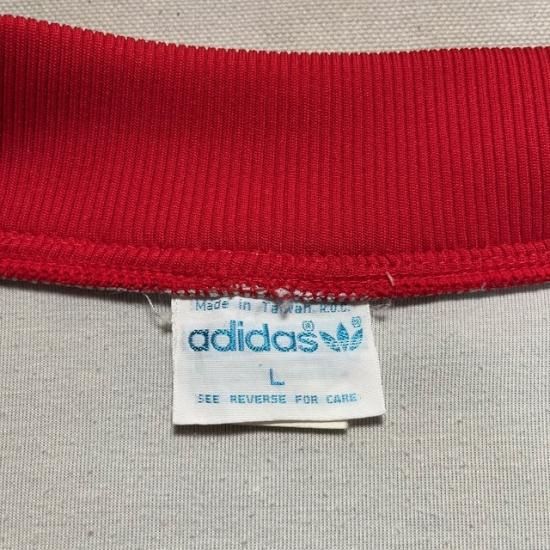 Made in Taiwan R.O.C.
adidas®®
L
SEE REVERSE FOR CARE